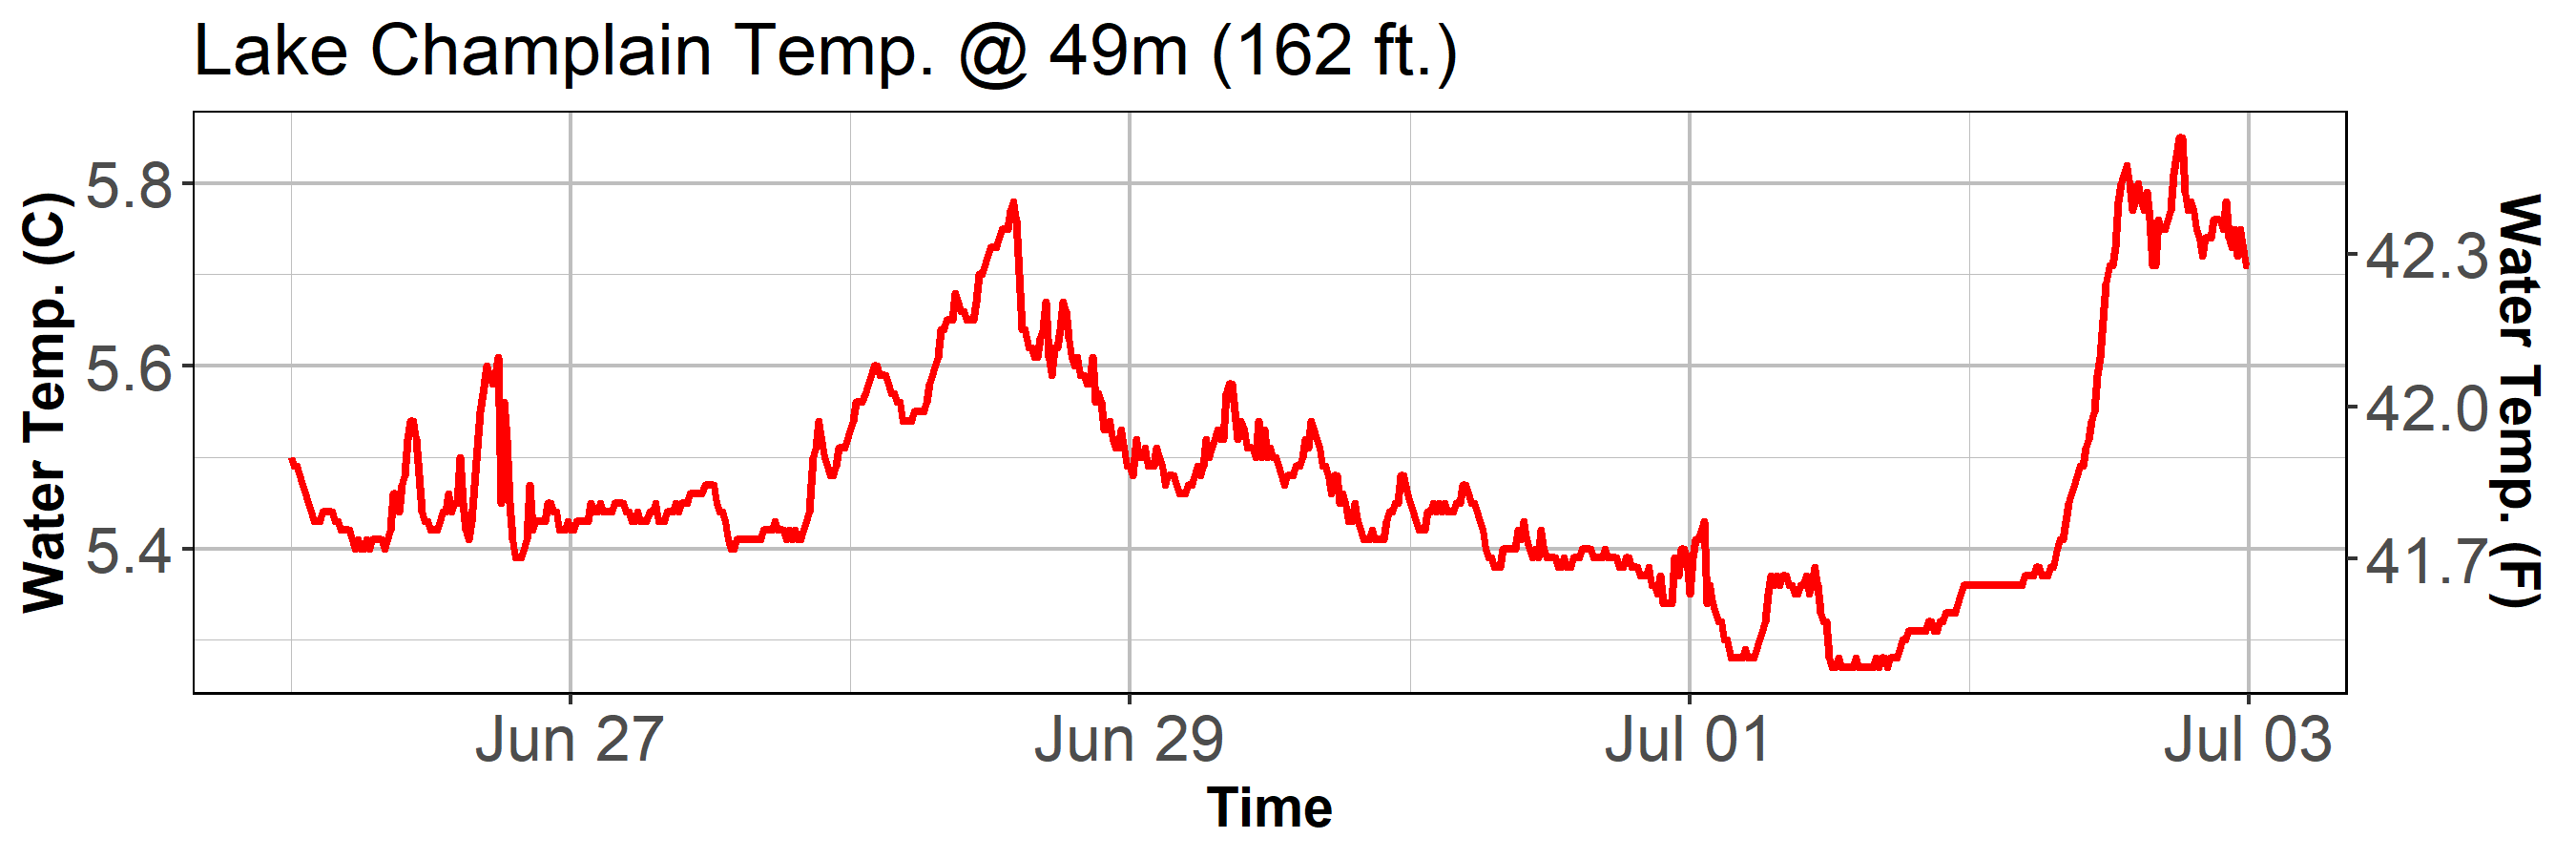 Lake Champlain Temp. @ 49m (162 ft.)
Water Temp. (C)
5.8
5.6
5.4
42.3
42.0
41.7
Water Temp. (F)
Jun 27
Jun 29
Jul 01
Jul 03
Time